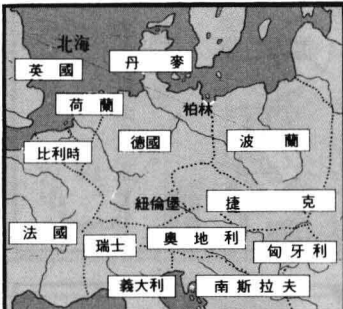 北海
丹麥
英國
荷蘭
柏林
德國
波蘭
比利時
紐倫堡
捷克
法國
瑞士
奧地利
匈牙利
義大利
南斯拉夫